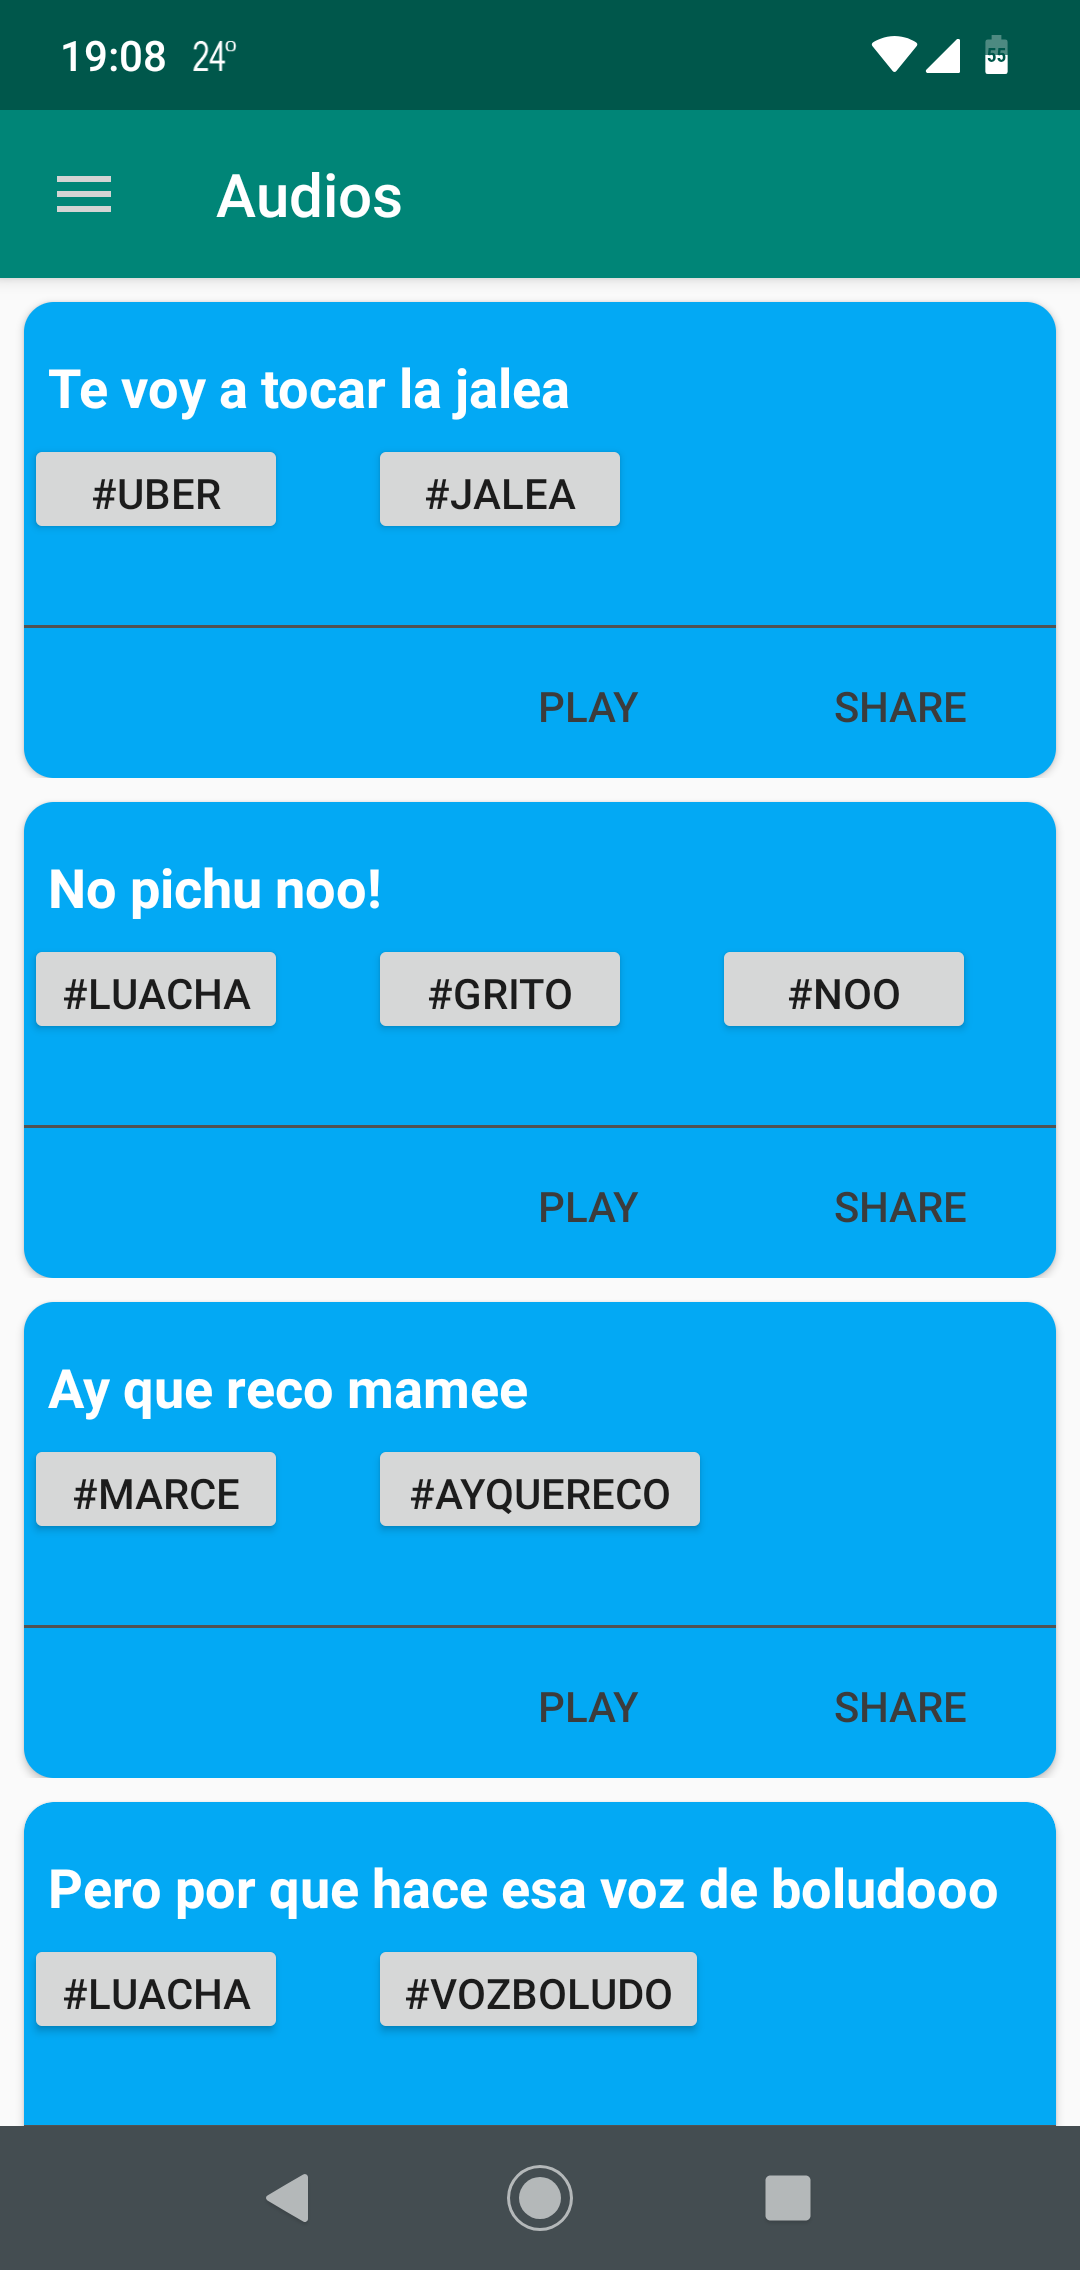 19:08 24º 55
Audios
Te voy a tocar la jalea
#UBER #JALEA
PLAY SHARE
No pichu noo!
#LUACHA #GRITO #NOO
PLAY SHARE
Ay que reco mamee
#MARCE #AYQUERECO
PLAY SHARE
Pero por que hace esa voz de boludooo
#LUACHA #VOZBOLUDO